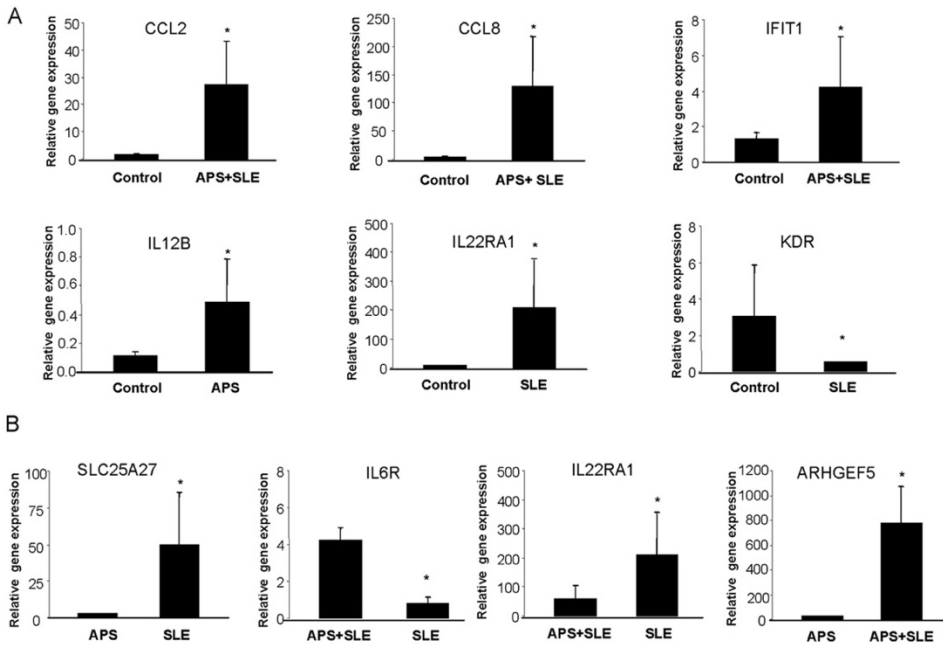 A
CCL2
*
Relative gene expression
50
40
30
20
10
0
Control APS+SLE
CCL8
*
Relative gene expression
250
200
150
100
50
0
Control APS+ SLE
IFIT1
*
Relative gene expression
8
6
4
2
0
Control APS+SLE
IL12B
*
Relative gene expression
1.0
0.8
0.6
0.4
0.2
0.0
Control APS
IL22RA1
*
Relative gene expression
500
400
300
200
100
0
Control SLE
KDR
*
Relative gene expression
8
6
4
2
0
Control SLE
B
SLC25A27
*
Relative gene expression
100
75
50
25
0
APS SLE
IL6R
*
Relative gene expression
8
6
4
2
0
APS+SLE SLE
IL22RA1
*
Relative gene expression
500
400
300
200
100
0
APS+SLE SLE
ARHGEF5
*
Relative gene expression
1200
1000
800
600
400
200
0
APS APS+SLE